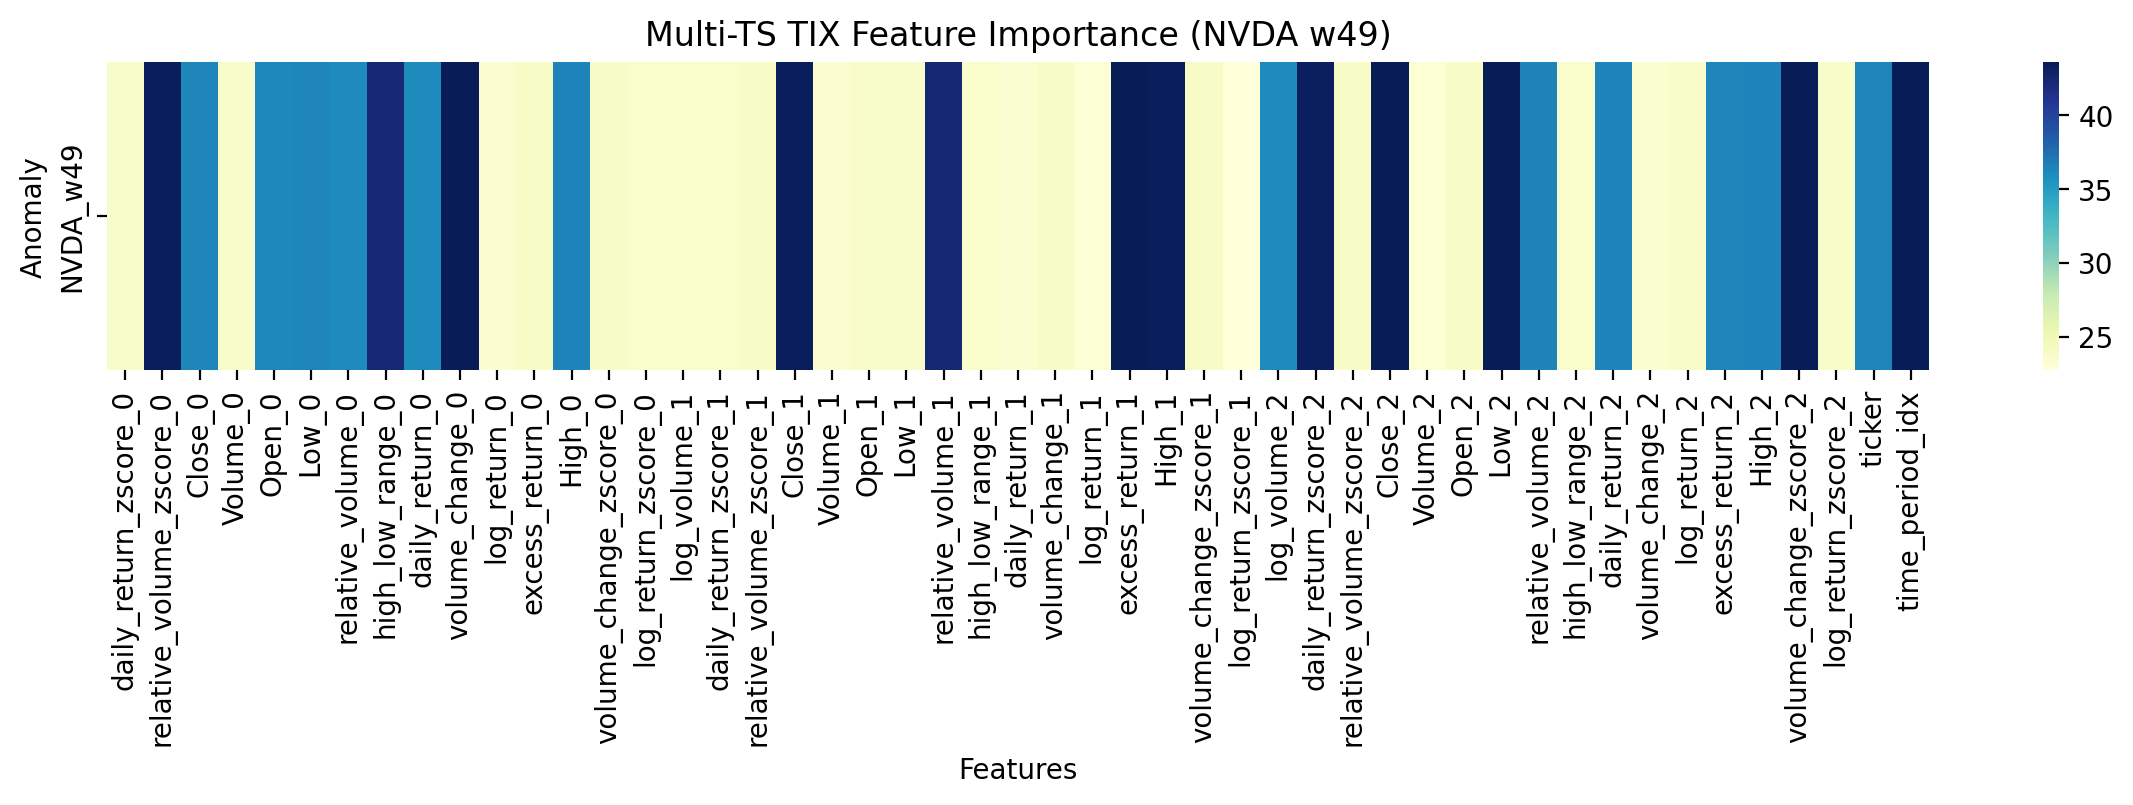 Multi-TS TIX Feature Importance (NVDA w49)
Anomaly
NVDA_w49
40
35
30
25
daily_return_zscore_0
relative_volume_zscore_0
Close_0
Volume_0
Open_0
Low_0
relative_volume_0
high_low_range_0
daily_return_0
volume_change_0
log_return_0
excess_return_0
High_0
volume_change_zscore_0
log_return_zscore_0
log_volume_1
daily_return_zscore_1
relative_volume_zscore_1
Close_1
Volume_1
Open_1
Low_1
relative_volume_1
high_low_range_1
daily_return_1
volume_change_1
log_return_1
excess_return_1
High_1
volume_change_zscore_1
log_return_zscore_1
log_volume_2
daily_return_zscore_2
relative_volume_zscore_2
Close_2
Volume_2
Open_2
Low_2
relative_volume_2
high_low_range_2
daily_return_2
volume_change_2
log_return_2
excess_return_2
High_2
volume_change_zscore_2
log_return_zscore_2
ticker
time_period_idx
Features